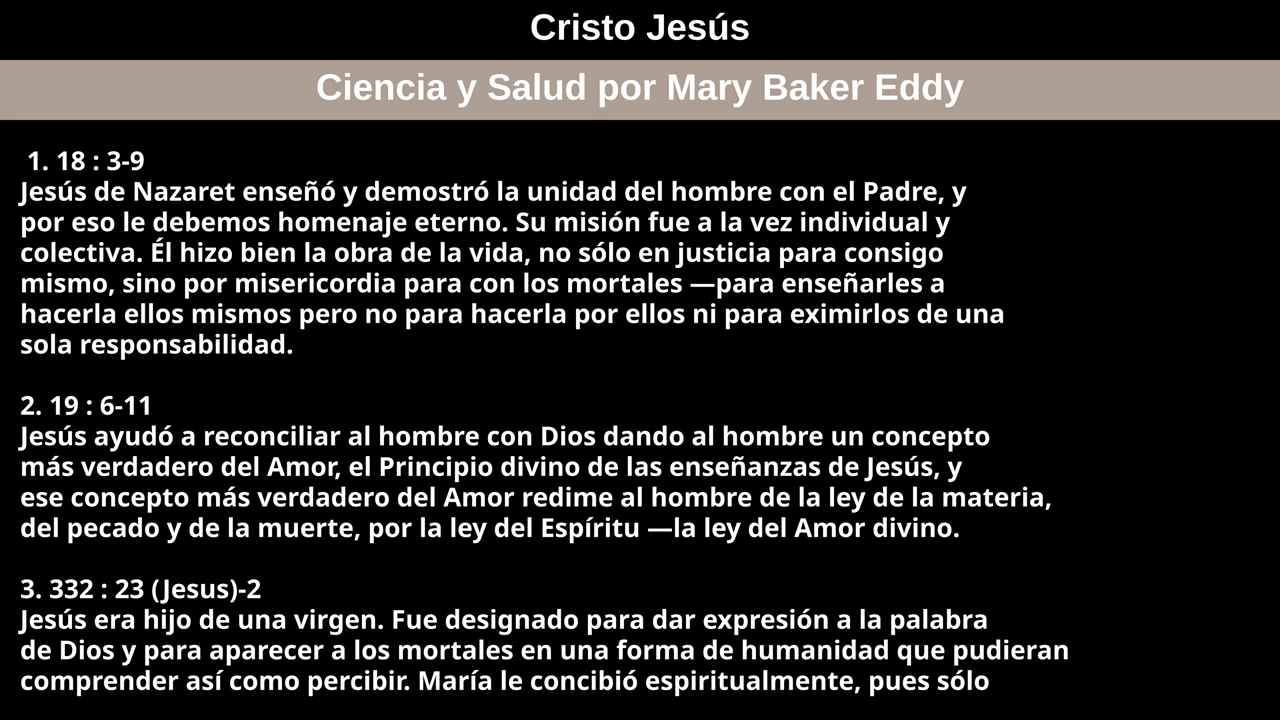 Cristo Jesús
Ciencia y Salud por Mary Baker Eddy
1. 18 : 3-9
Jesús de Nazaret enseñó y demostró la unidad del hombre con el Padre, y
por eso le debemos homenaje eterno. Su misión fue a la vez individual y
colectiva. Él hizo bien la obra de la vida, no sólo en justicia para consigo
mismo, sino por misericordia para con los mortales —para enseñarles a
hacerla ellos mismos pero no para hacerla por ellos ni para eximirlos de una
sola responsabilidad.
2. 19 : 6-11
Jesús ayudó a reconciliar al hombre con Dios dando al hombre un concepto
más verdadero del Amor, el Principio divino de las enseñanzas de Jesús, y
ese concepto más verdadero del Amor redime al hombre de la ley de la materia,
del pecado y de la muerte, por la ley del Espíritu —la ley del Amor divino.
3. 332 : 23 (Jesus)-2
Jesús era hijo de una virgen. Fue designado para dar expresión a la palabra
de Dios y para aparecer a los mortales en una forma de humanidad que pudieran
comprender así como percibir. María le concibió espiritualmente, pues sólo